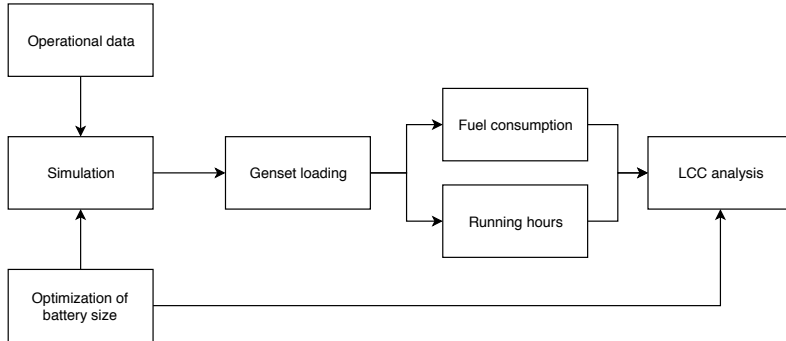 Operational data
Simulation
Genset loading
Fuel consumption
Running hours
LCC analysis
Optimization of
battery size